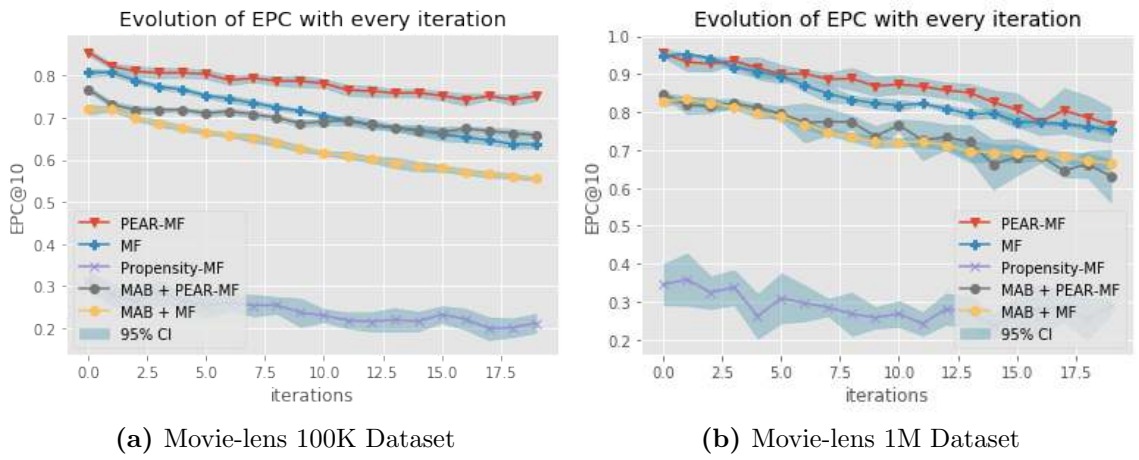 Evolution of EPC with every iteration
EPC@10
0.8
0.7
0.6
0.5
0.4
0.3
0.2
PEAR-MF
MF
Propensity-MF
MAB + PEAR-MF
MAB + MF
95% CI
0.0 2.5 5.0 7.5 10.0 12.5 15.0 17.5
iterations
(a) Movie-lens 100K Dataset
Evolution of EPC with every iteration
EPC@10
1.0
0.9
0.8
0.7
0.6
0.5
0.4
0.3
0.2
PEAR-MF
MF
Propensity-MF
MAB + PEAR-MF
MAB + MF
95% CI
0.0 2.5 5.0 7.5 10.0 12.5 15.0 17.5
iterations
(b) Movie-lens 1M Dataset